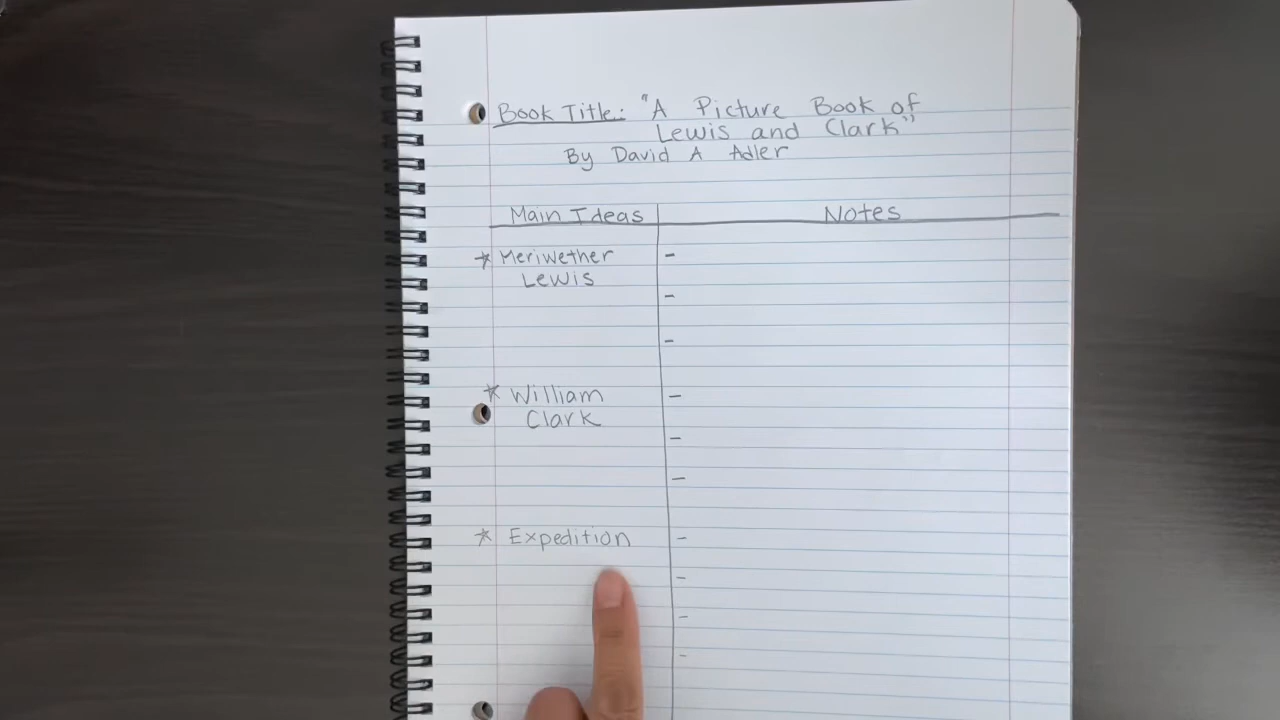 Book Title: "A Picture Book of
Lewis and Clark"
By David A Adler
Main Ideas Notes
* Meriwether -
Lewis
-
-
* William -
Clark
-
-
* Expedition -
-
-
-